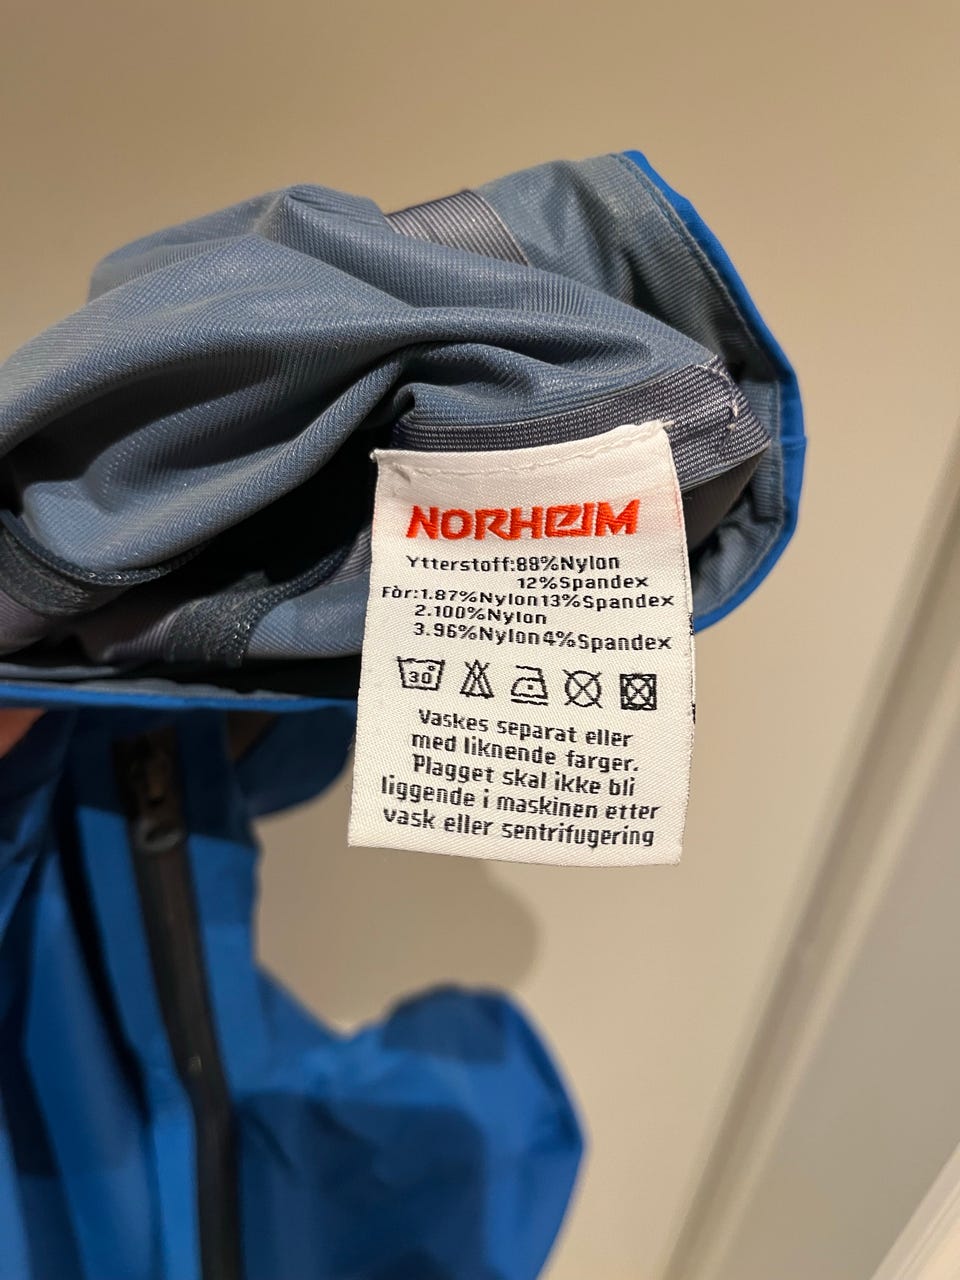 NORHEIM
Ytterstoff:88%Nylon
12%Spandex
Fòr:1.87%Nylon13%Spandex
2.100%Nylon
3.96%Nylon4%Spandex
30
Vaskes separat eller
med liknende farger.
Plagget skal ikke bli
liggende i maskinen etter
vask eller sentrifugering